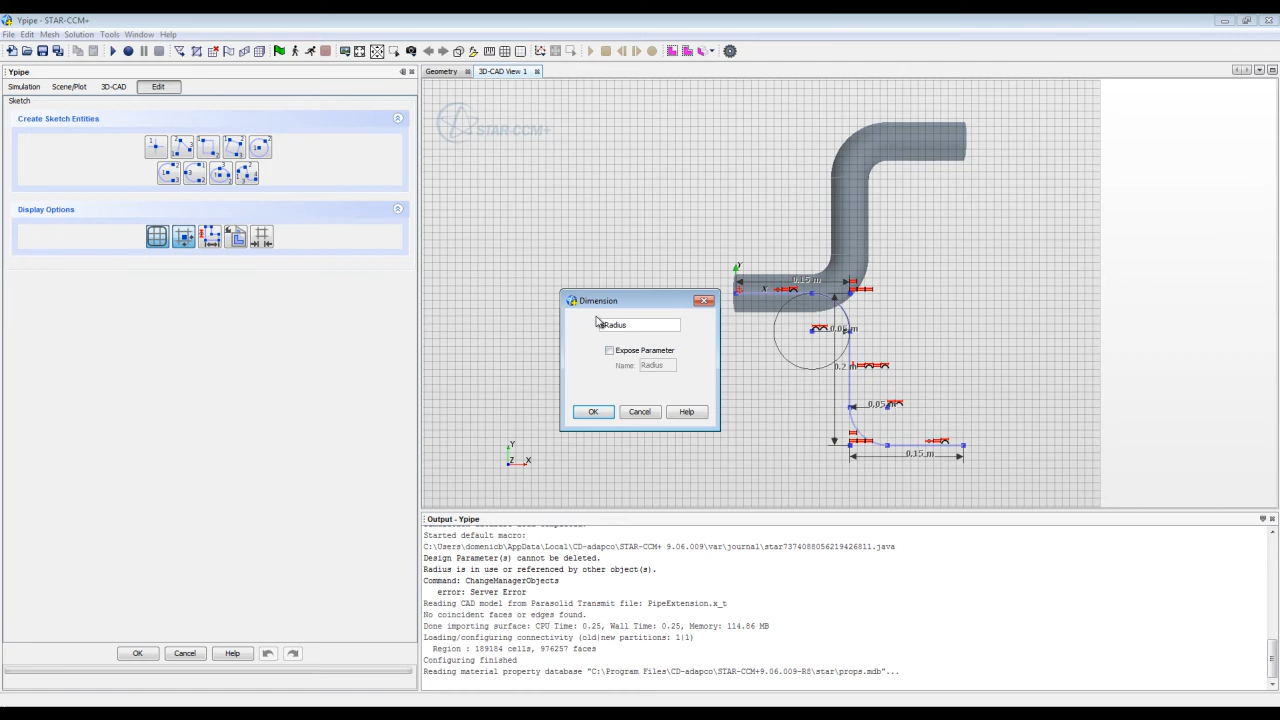 Ypipe - STAR-CCM+
File Edit Mesh Solution Tools Window Help
Ypipe
Simulation Scene/Plot 3D-CAD Edit
Sketch
Create Sketch Entities
Display Options
OK Cancel Help
Geometry 3D-CAD View 1
STAR-CCM+
Y
0.15 m
X
0.05 m
0.2 m
0.05 m
0.15 m
Y
Z X
Dimension
Radius
Expose Parameter
Name: Radius
OK Cancel Help
Output - Ypipe
Started default macro:
C:\Users\domenicb\AppData\Local\CD-adapco\STAR-CCM+ 9.06.009\var\journal\star7374088056219426811.java
Design Parameter(s) cannot be deleted.
Radius is in use or referenced by other object(s).
Command: ChangeManagerObjects
error: Server Error
Reading CAD model from Parasolid Transmit file: PipeExtension.x_t
No coincident faces or edges found.
Done importing surface: CPU Time: 0.25, Wall Time: 0.25, Memory: 114.86 MB
Loading/configuring connectivity (old|new partitions: 1|1)
Region : 189184 cells, 976257 faces
Configuring finished
Reading material property database "C:\Program Files\CD-adapco\STAR-CCM+9.06.009-R8\star\props.mdb"...